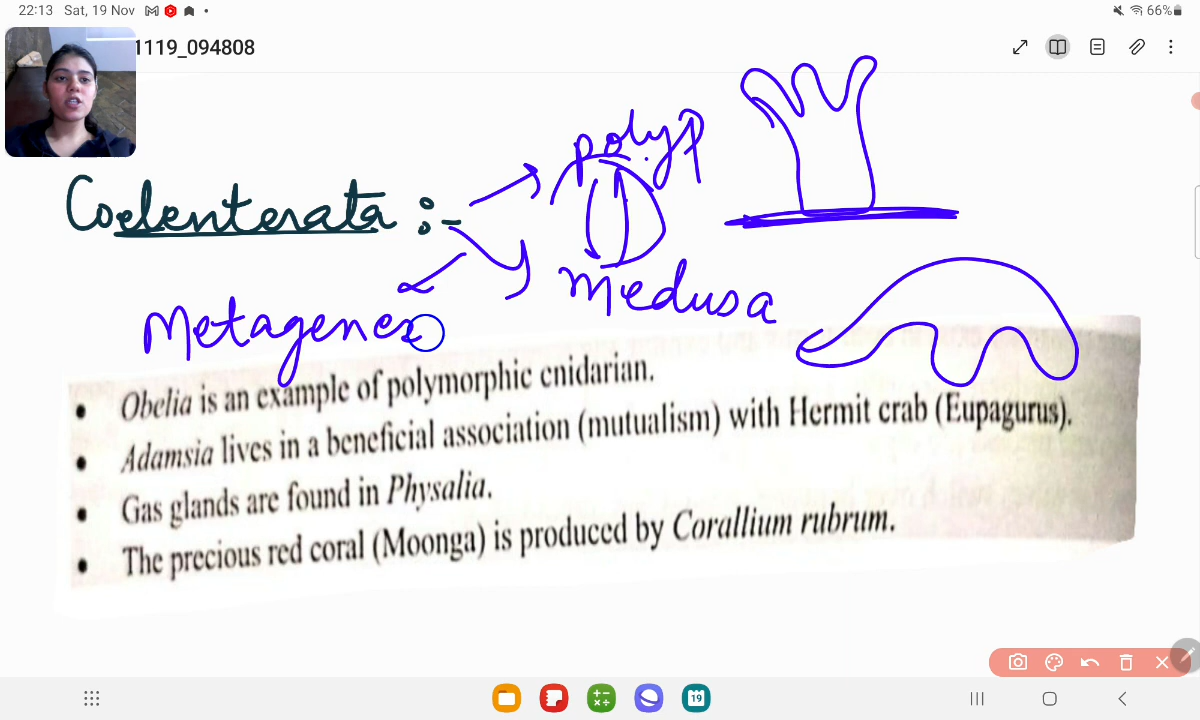 22:13 Sat, 19 Nov 66%
1119_094808
polyp
Coelenterata :-
medusa
Metagenes
• Obelia is an example of polymorphic cnidarian.
• Adamsia lives in a beneficial association (mutualism) with Hermit crab (Eupagurus).
• Gas glands are found in Physalia.
• The precious red coral (Moonga) is produced by Corallium rubrum.
19